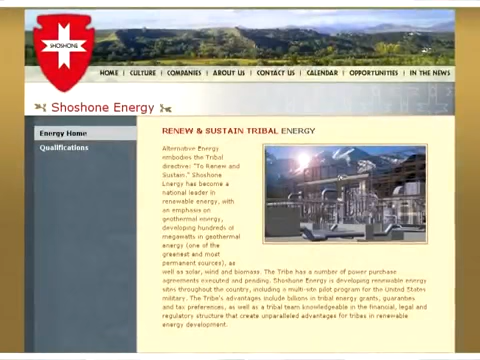 SHOSHONE
HOME | CULTURE | COMPANIES | ABOUT US | CONTACT US | CALENDAR | OPPORTUNITIES | IN THE NEWS
Shoshone Energy
Energy Home
Qualifications
RENEW & SUSTAIN TRIBAL ENERGY
Alternative Energy
embodies the Tribal
directive: "To Renew and
Sustain." Shoshone
Energy has become a
national leader in
renewable energy, with
an emphasis on
geothermal energy,
developing hundreds of
megawatts in geothermal
energy (one of the
greenest and most
permanent sources), as
well as solar, wind and biomass. The Tribe has a number of power purchase
agreements executed and pending. Shoshone Energy is developing renewable energy
sites throughout the country, including a multi-site pilot program for the United States
military. The Tribe's advantages include billions in tribal energy grants, guarantees
and tax preferences, as well as a tribal team knowledgeable in the financial, legal and
regulatory structure that create unparalleled advantages for tribes in renewable
energy development.